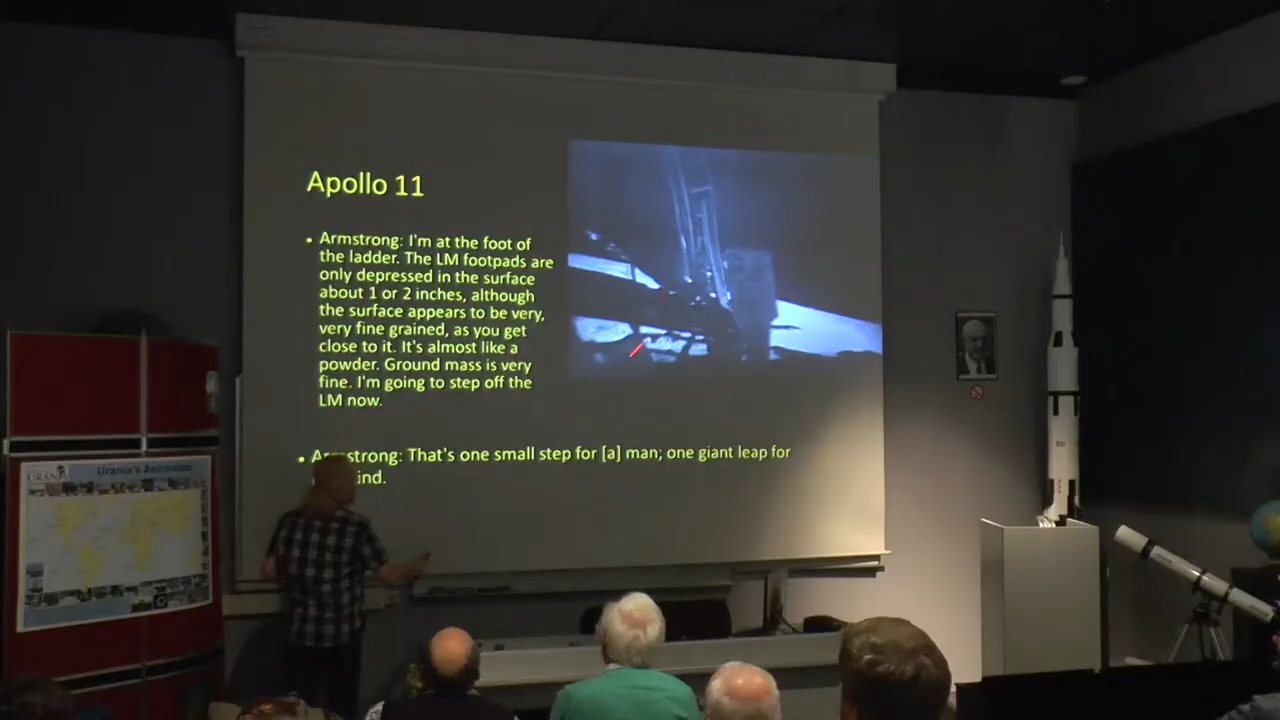 Apollo 11
• Armstrong: I'm at the foot of
the ladder. The LM footpads are
only depressed in the surface
about 1 or 2 inches, although
the surface appears to be very,
very fine grained, as you get
close to it. It's almost like a
powder. Ground mass is very
fine. I'm going to step off the
LM now.
• Armstrong: That's one small step for [a] man; one giant leap for
ind.
URANIA
Urania's Astrovision